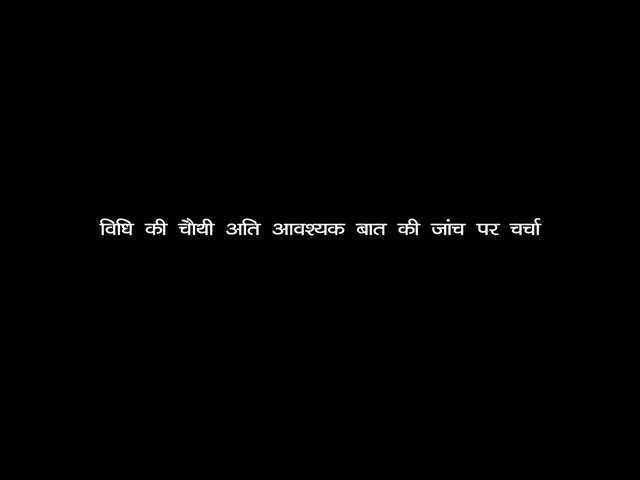 विधि की चौथी अति आवश्यक बात की जांच पर चर्चा